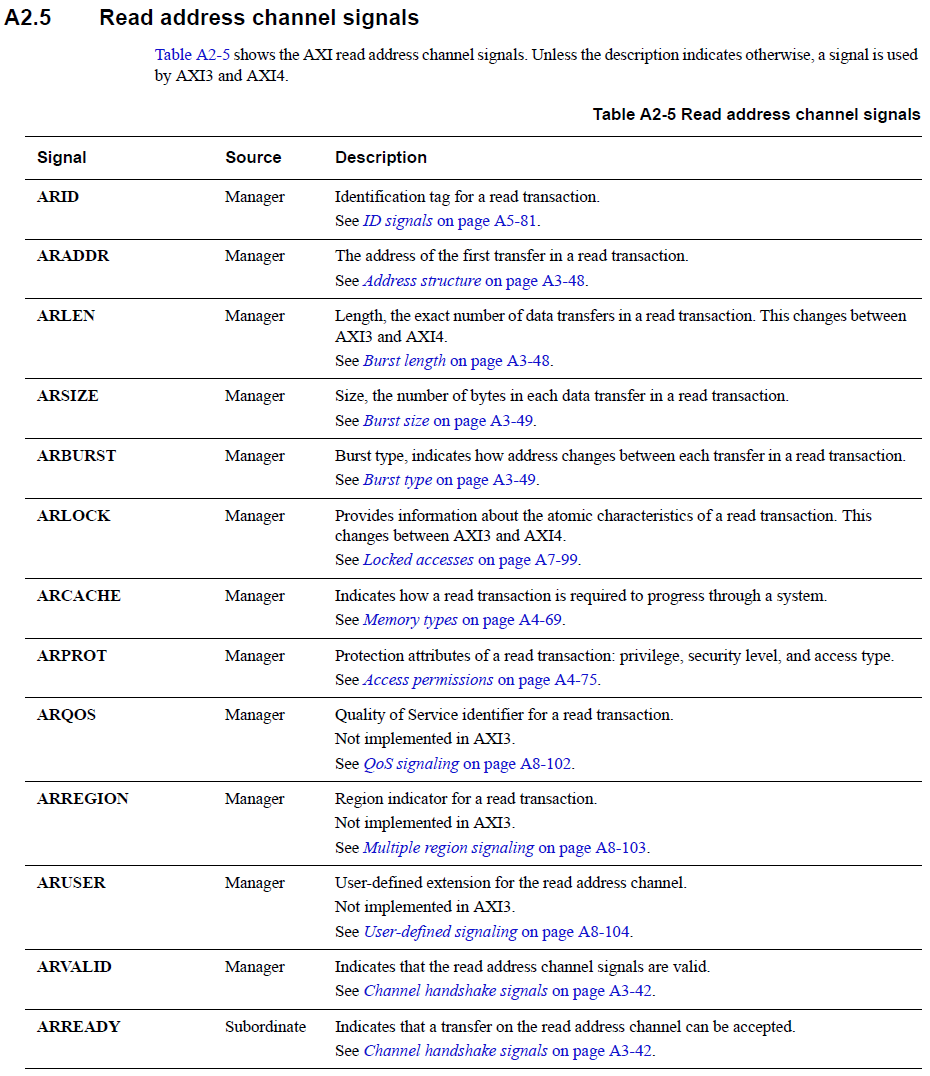 A2.5 Read address channel signals
Table A2-5 shows the AXI read address channel signals. Unless the description indicates otherwise, a signal is used
by AXI3 and AXI4.
Table A2-5 Read address channel signals
Signal Source Description
ARID Manager Identification tag for a read transaction.
See ID signals on page A5-81.
ARADDR Manager The address of the first transfer in a read transaction.
See Address structure on page A3-48.
ARLEN Manager Length, the exact number of data transfers in a read transaction. This changes between
AXI3 and AXI4.
See Burst length on page A3-48.
ARSIZE Manager Size, the number of bytes in each data transfer in a read transaction.
See Burst size on page A3-49.
ARBURST Manager Burst type, indicates how address changes between each transfer in a read transaction.
See Burst type on page A3-49.
ARLOCK Manager Provides information about the atomic characteristics of a read transaction. This
changes between AXI3 and AXI4.
See Locked accesses on page A7-99.
ARCACHE Manager Indicates how a read transaction is required to progress through a system.
See Memory types on page A4-69.
ARPROT Manager Protection attributes of a read transaction: privilege, security level, and access type.
See Access permissions on page A4-75.
ARQOS Manager Quality of Service identifier for a read transaction.
Not implemented in AXI3.
See QoS signaling on page A8-102.
ARREGION Manager Region indicator for a read transaction.
Not implemented in AXI3.
See Multiple region signaling on page A8-103.
ARUSER Manager User-defined extension for the read address channel.
Not implemented in AXI3.
See User-defined signaling on page A8-104.
ARVALID Manager Indicates that the read address channel signals are valid.
See Channel handshake signals on page A3-42.
ARREADY Subordinate Indicates that a transfer on the read address channel can be accepted.
See Channel handshake signals on page A3-42.